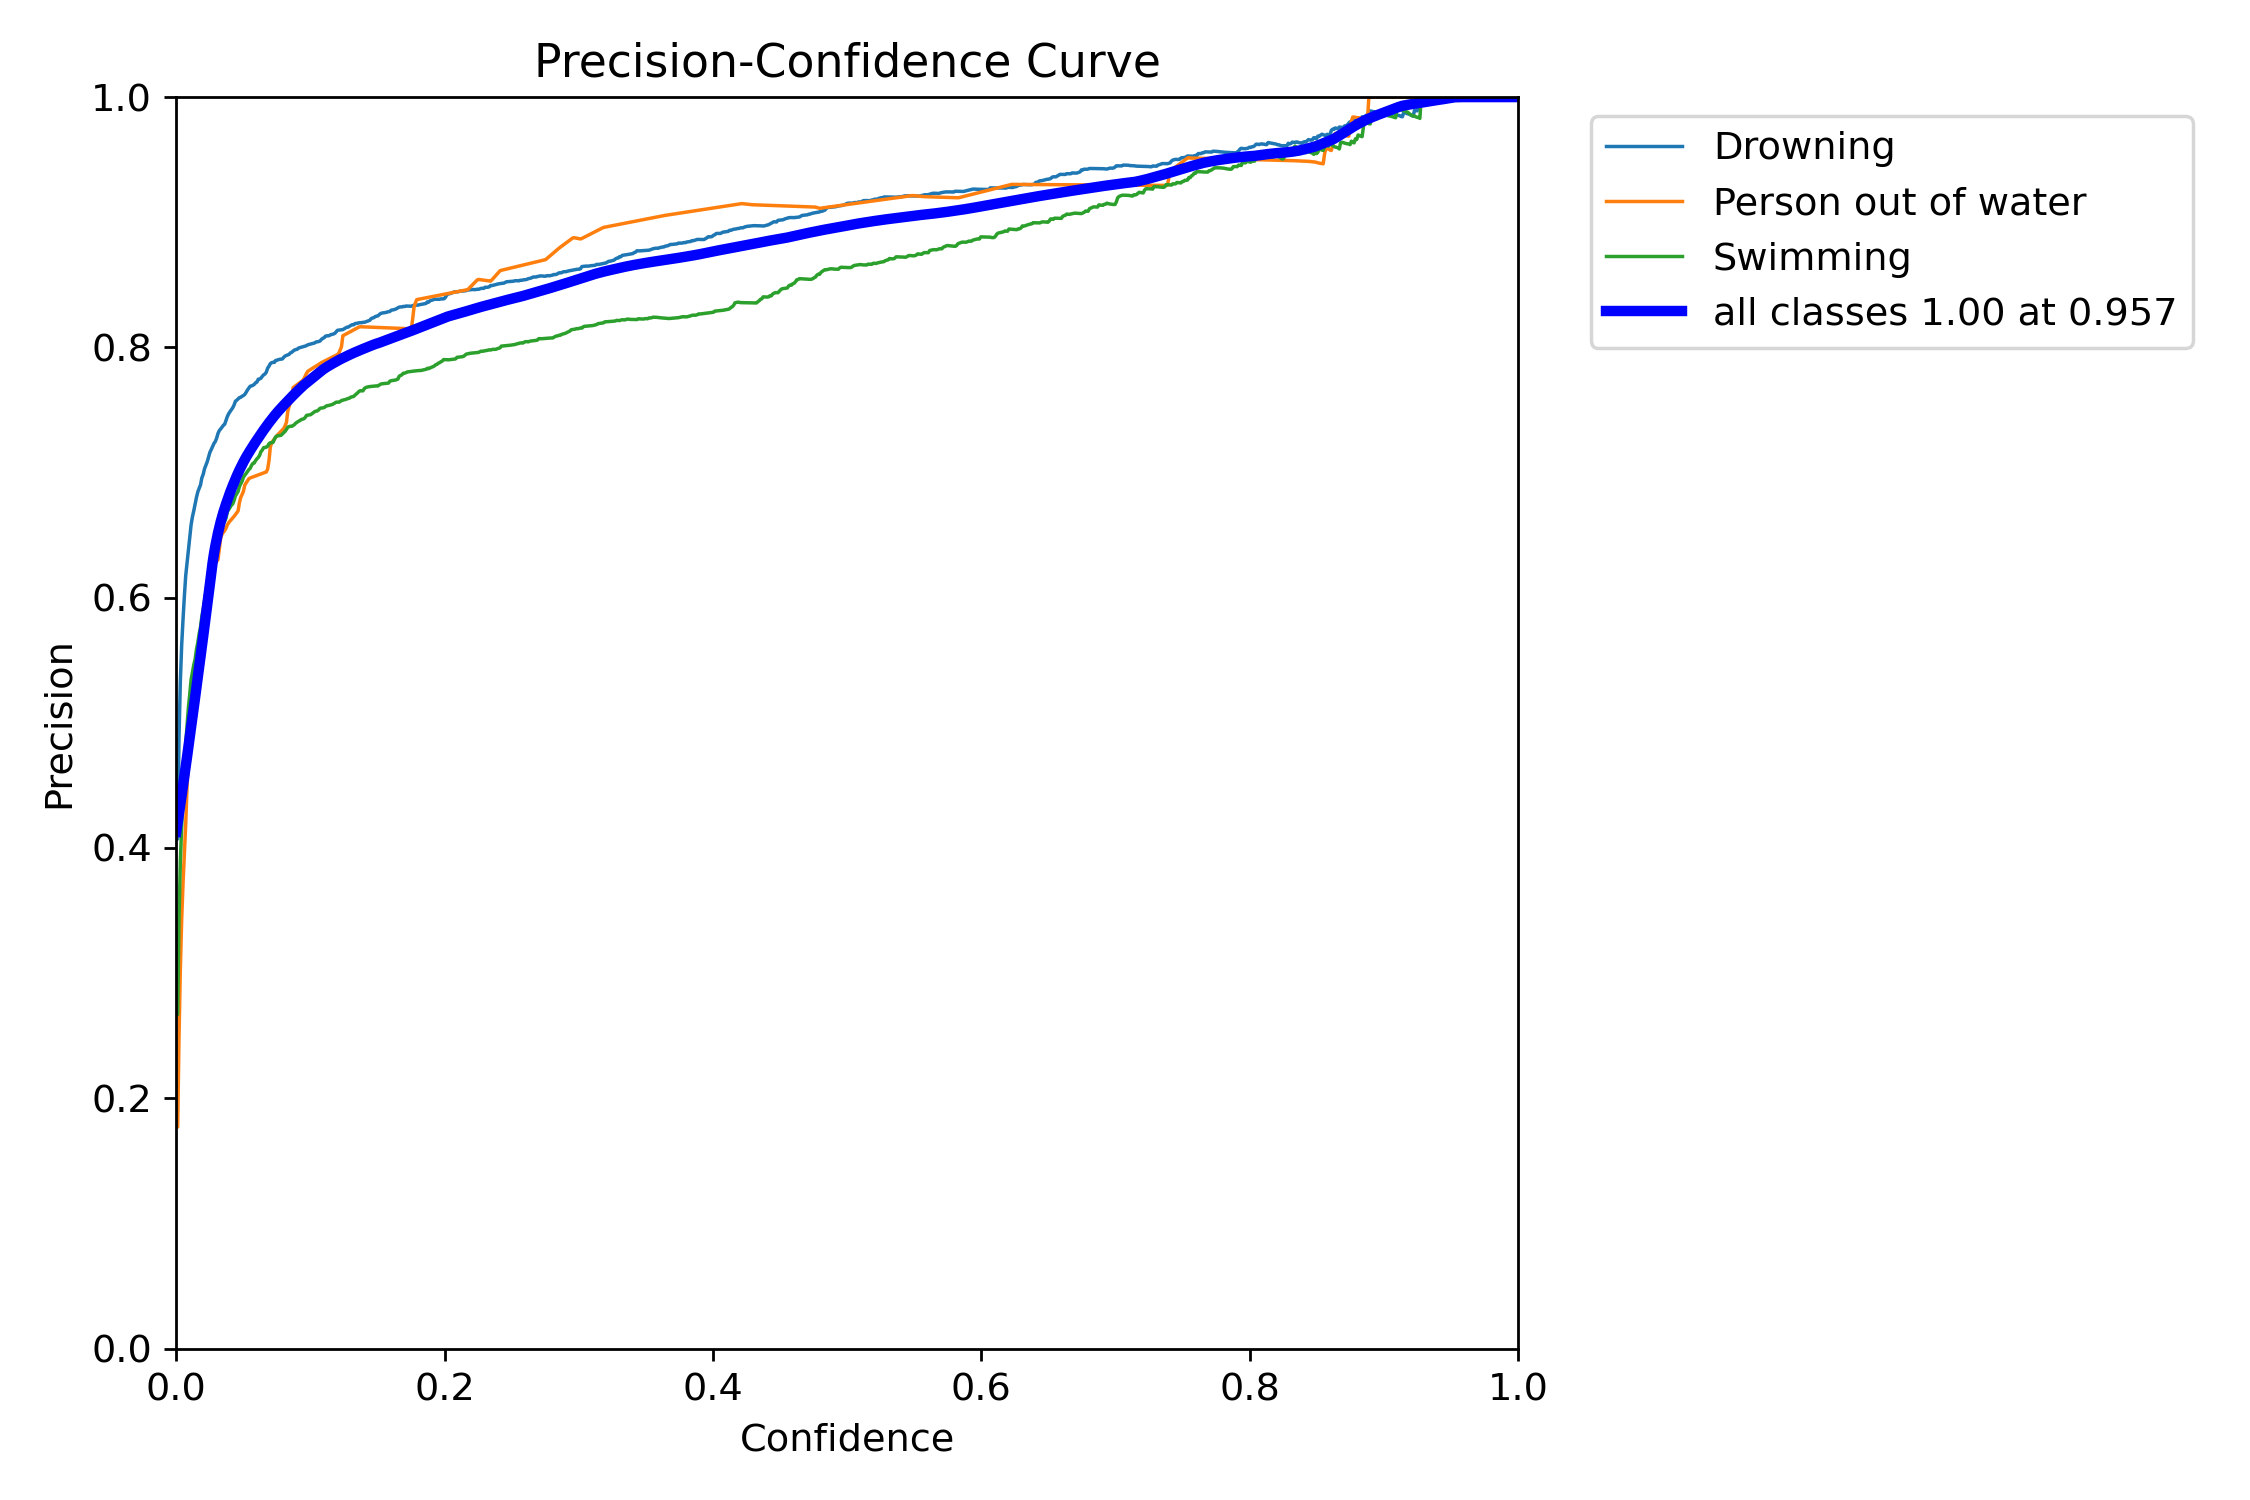 Precision-Confidence Curve
1.0
0.8
0.6
0.4
0.2
0.0
Precision
0.0 0.2 0.4 0.6 0.8 1.0
Confidence
Drowning
Person out of water
Swimming
all classes 1.00 at 0.957